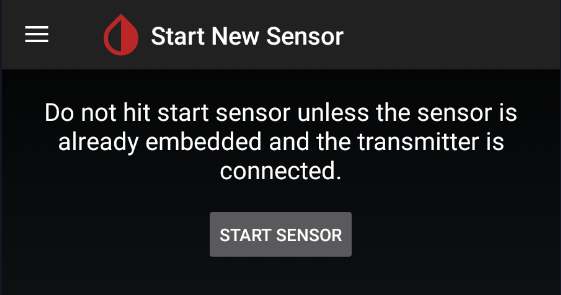 Start New Sensor
Do not hit start sensor unless the sensor is
already embedded and the transmitter is
connected.
START SENSOR